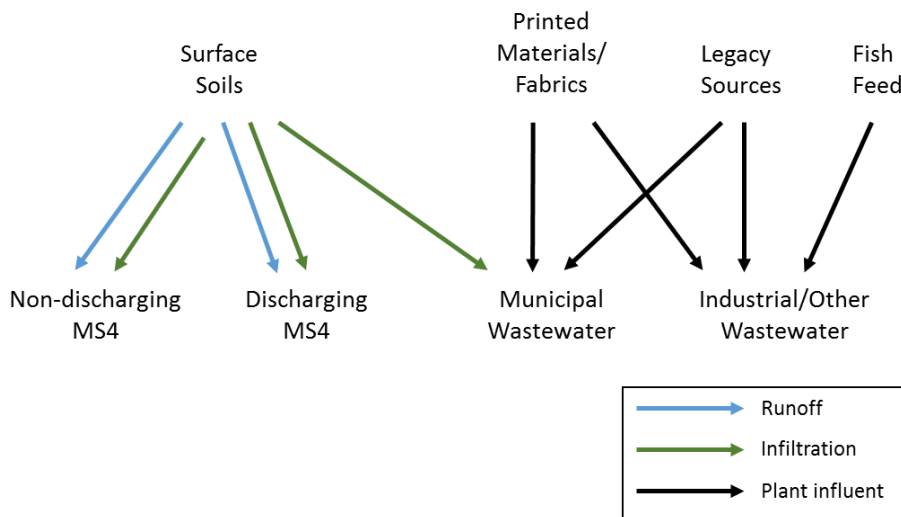 Surface
Soils
Printed
Materials/
Fabrics
Legacy
Sources
Fish
Feed
Non-discharging
MS4
Discharging
MS4
Municipal
Wastewater
Industrial/Other
Wastewater
Runoff
Infiltration
Plant influent